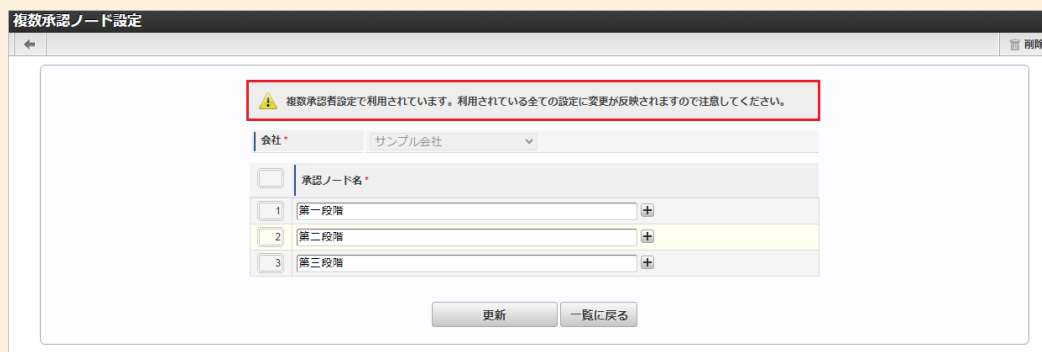 複数承認ノード設定
削除
複数承認者設定で利用されています。利用されている全ての設定に変更が反映されますので注意してください。
会社* サンプル会社
承認ノード名*
1 第一段階
2 第二段階
3 第三段階
更新 一覧に戻る